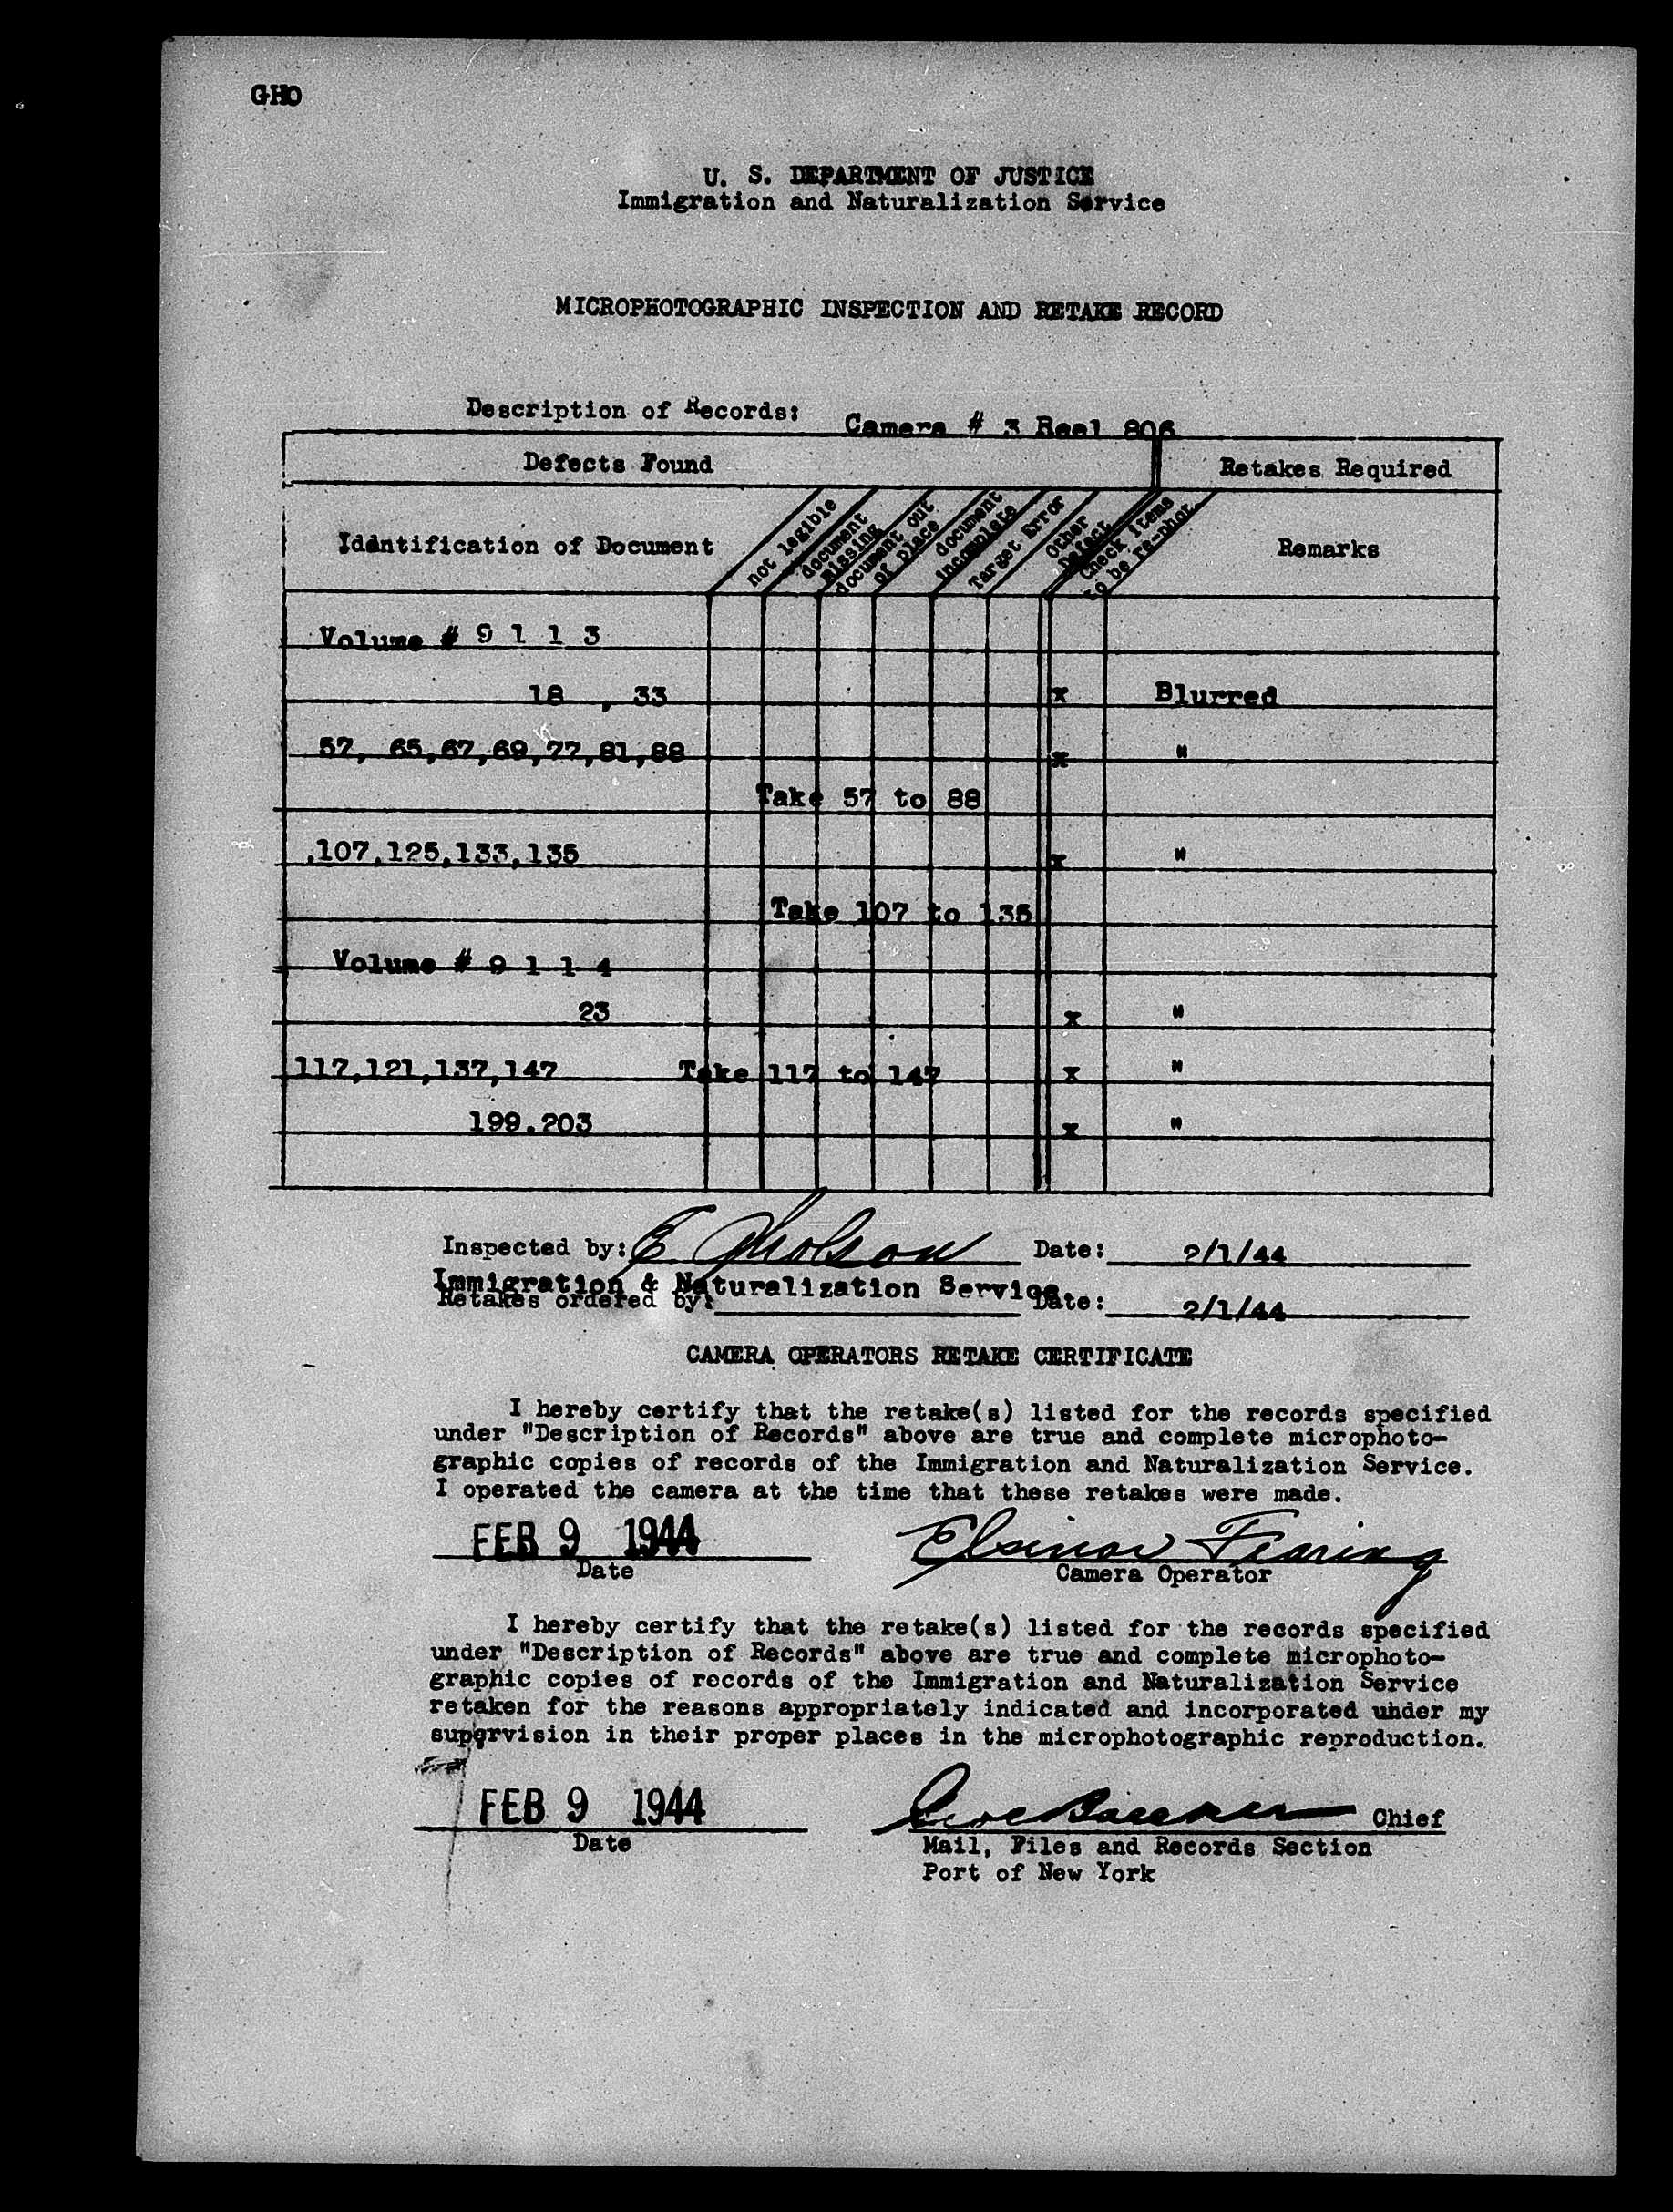 GHO
U. S. DEPARTMENT OF JUSTICE
Immigration and Naturalization Service
MICROPHOTOGRAPHIC INSPECTION AND RETAKE RECORD
Description of Records: Camera # 3 Reel 806
Defects Found Retakes Required
Identification of Document
not legible
document
missing
document out
of place
document
incomplete
Target Error
Other
Defect
Check items
to be re-phot
Remarks
Volume # 9 1 1 3
18 , 33 x Blurred
57, 65,67,69,77,81,88 x "
Take 57 to 88
,107,125,133,135 x "
Take 107 to 135
Volume # 9 1 1 4
23 x "
117,121,137,147 Take 117 to 147 x "
199.203 x "
Inspected by: E Gholson Date: 2/1/44
Immigration & Naturalization Service.
Retakes ordered by: Date: 2/1/44
CAMERA OPERATORS RETAKE CERTIFICATE
I hereby certify that the retake(s) listed for the records specified
under "Description of Records" above are true and complete microphoto-
graphic copies of records of the Immigration and Naturalization Service.
I operated the camera at the time that these retakes were made.
FEB 9 1944 Elsinor Fearing
Date Camera Operator
I hereby certify that the retake(s) listed for the records specified
under "Description of Records" above are true and complete microphoto-
graphic copies of records of the Immigration and Naturalization Service
retaken for the reasons appropriately indicated and incorporated under my
supervision in their proper places in the microphotographic reproduction.
FEB 9 1944 Chief
Date Mail, Files and Records Section
Port of New York